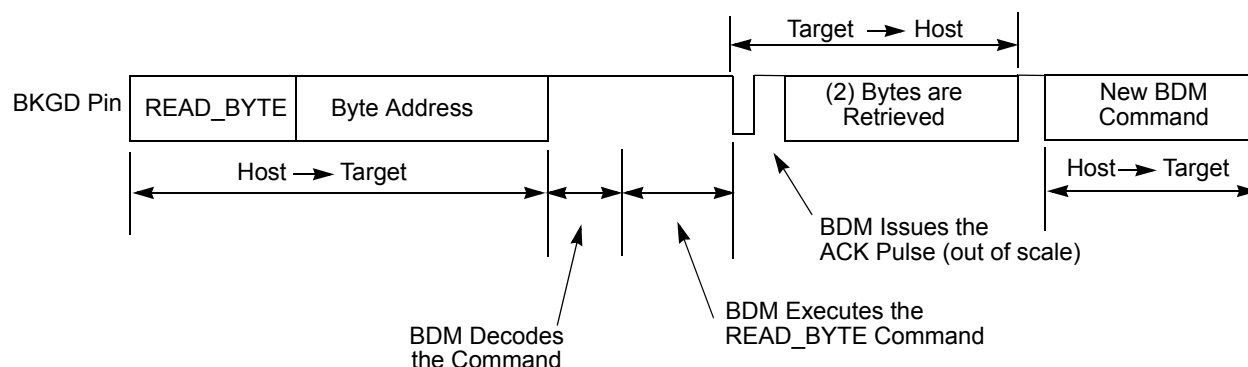 Target → Host
BKGD Pin
READ_BYTE
Byte Address
(2) Bytes are
Retrieved
New BDM
Command
Host → Target
Host → Target
BDM Issues the
ACK Pulse (out of scale)
BDM Decodes
the Command
BDM Executes the
READ_BYTE Command